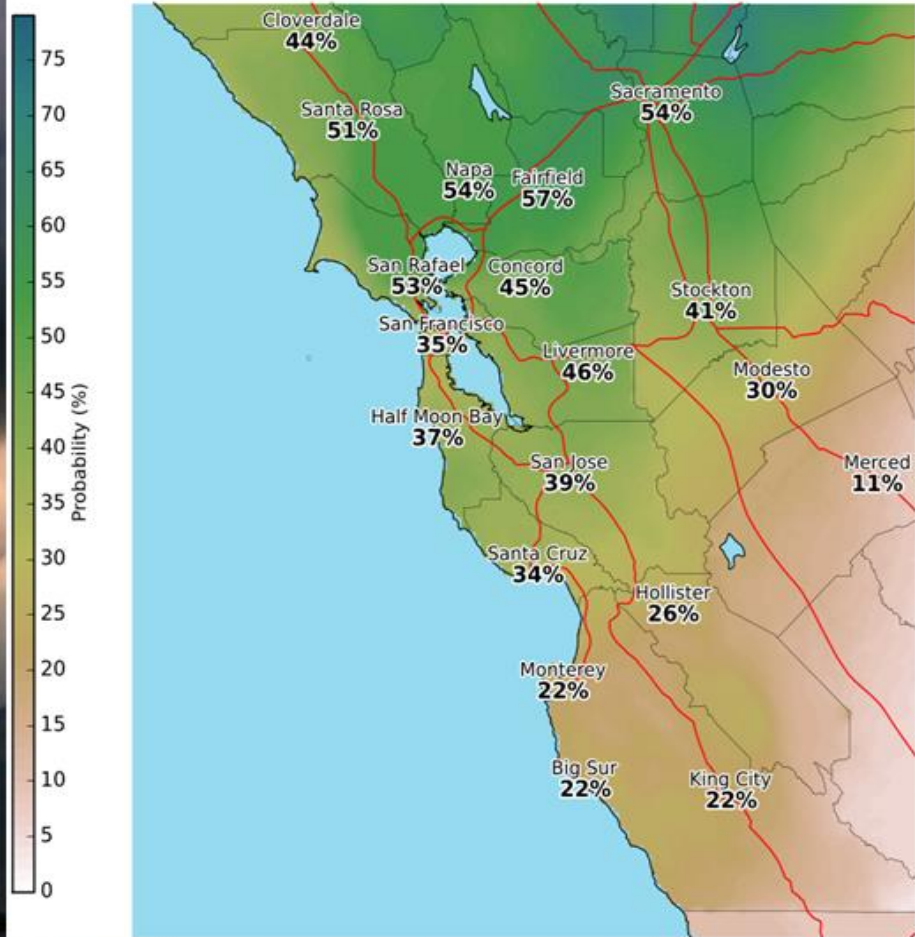 75
70
65
60
55
50
45
40
35
30
25
20
15
10
5
0
Probability (%)
Cloverdale
44%
Santa Rosa
51%
Sacramento
54%
Napa
54%
Fairfield
57%
San Rafael
53%
Concord
45%
Stockton
41%
San Francisco
35%
Livermore
46%
Modesto
30%
Half Moon Bay
37%
San Jose
39%
Merced
11%
Santa Cruz
34%
Hollister
26%
Monterey
22%
Big Sur
22%
King City
22%